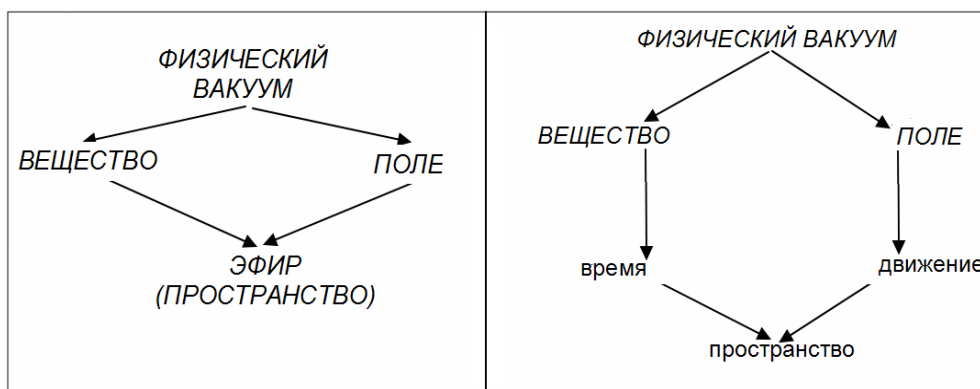 ФИЗИЧЕСКИЙ
ВАКУУМ
ВЕЩЕСТВО
ПОЛЕ
ЭФИР
(ПРОСТРАНСТВО)
ФИЗИЧЕСКИЙ ВАКУУМ
ВЕЩЕСТВО
ПОЛЕ
время
движение
пространство